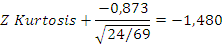 Z Kurtosis + -0,873 / √24/69 = -1,480